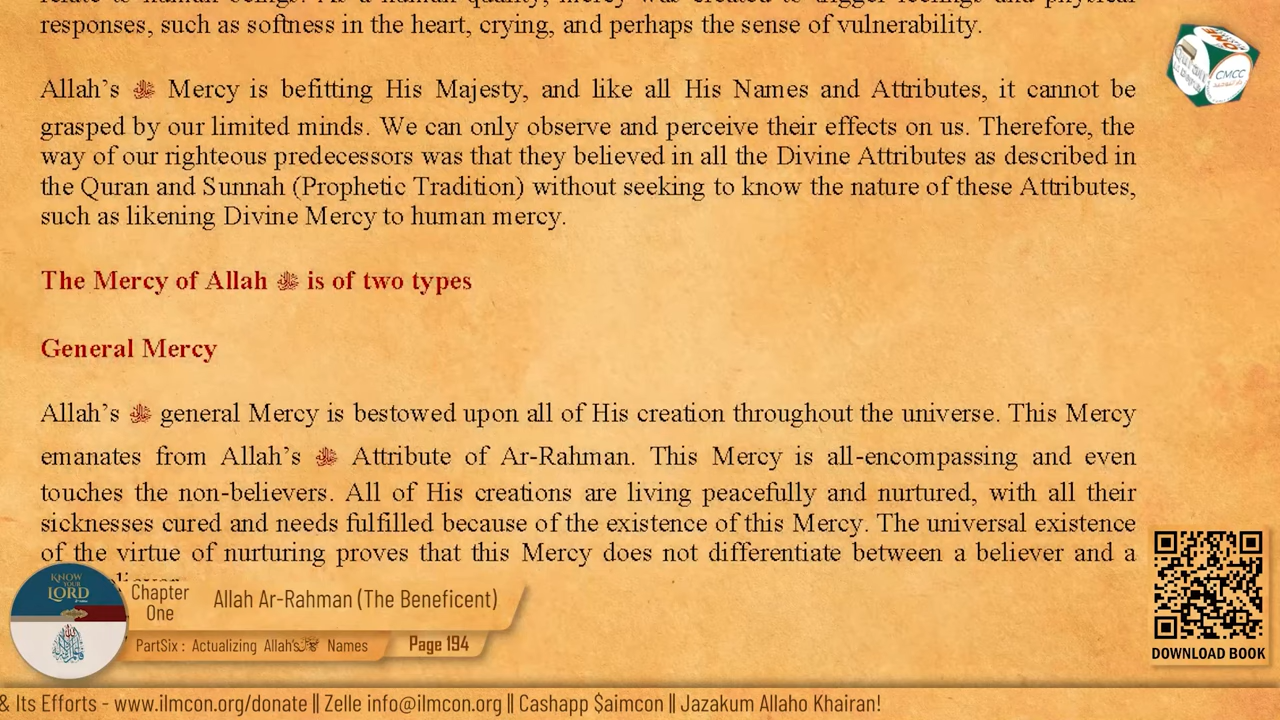 responses, such as softness in the heart, crying, and perhaps the sense of vulnerability.
Allah’s ﷻ Mercy is befitting His Majesty, and like all His Names and Attributes, it cannot be
grasped by our limited minds. We can only observe and perceive their effects on us. Therefore, the
way of our righteous predecessors was that they believed in all the Divine Attributes as described in
the Quran and Sunnah (Prophetic Tradition) without seeking to know the nature of these Attributes,
such as likening Divine Mercy to human mercy.
The Mercy of Allah ﷻ is of two types
General Mercy
Allah’s ﷻ general Mercy is bestowed upon all of His creation throughout the universe. This Mercy
emanates from Allah’s ﷻ Attribute of Ar-Rahman. This Mercy is all-encompassing and even
touches the non-believers. All of His creations are living peacefully and nurtured, with all their
sicknesses cured and needs fulfilled because of the existence of this Mercy. The universal existence
of the virtue of nurturing proves that this Mercy does not differentiate between a believer and a
CMCC
KNOW
YOUR
LORD
Chapter
One
Allah Ar-Rahman (The Beneficent)
PartSix : Actualizing Allah's ﷻ Names
Page 194
DOWNLOAD BOOK
& Its Efforts - www.ilmcon.org/donate || Zelle info@ilmcon.org || Cashapp $aimcon || Jazakum Allaho Khairan!